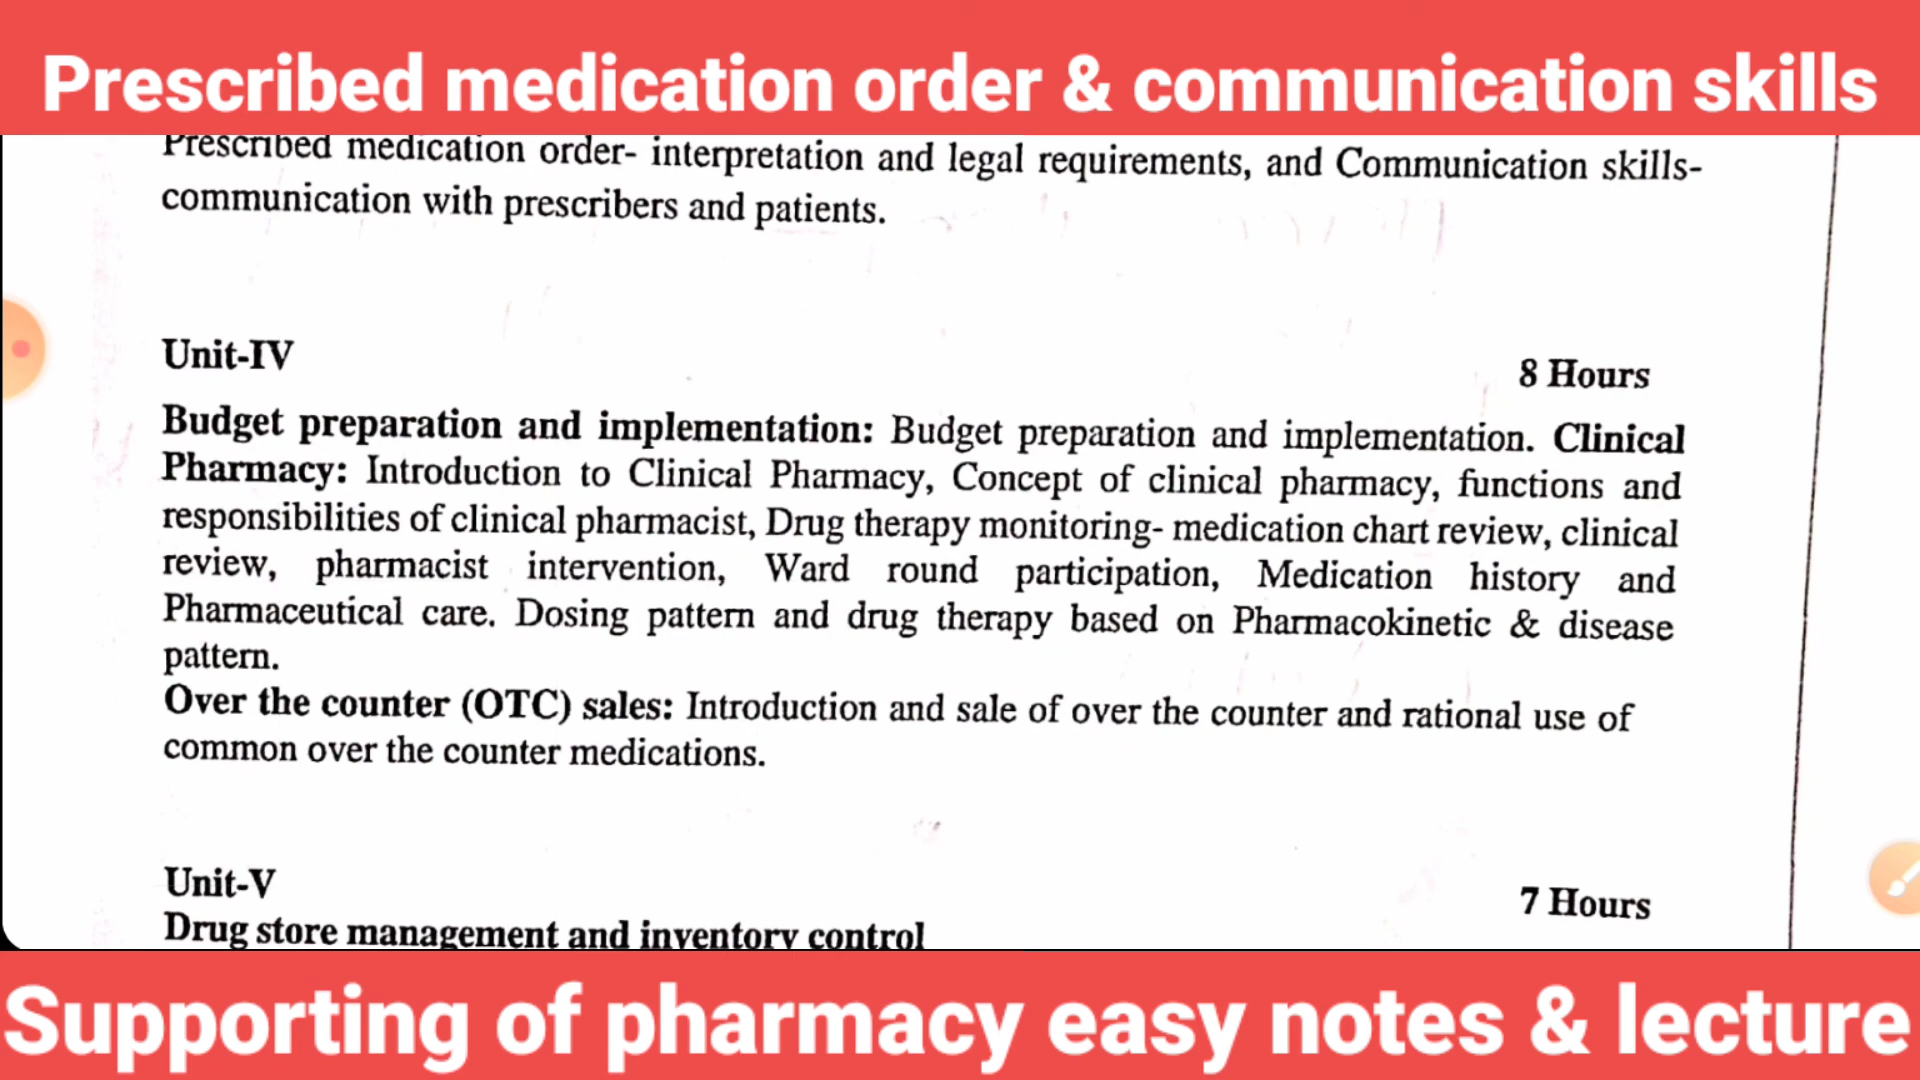 Prescribed medication order & communication skills
Prescribed medication order- interpretation and legal requirements, and Communication skills-
communication with prescribers and patients.
Unit-IV
8 Hours
Budget preparation and implementation: Budget preparation and implementation. Clinical
Pharmacy: Introduction to Clinical Pharmacy, Concept of clinical pharmacy, functions and
responsibilities of clinical pharmacist, Drug therapy monitoring- medication chart review, clinical
review, pharmacist intervention, Ward round participation, Medication history and
Pharmaceutical care. Dosing pattern and drug therapy based on Pharmacokinetic & disease
pattern.
Over the counter (OTC) sales: Introduction and sale of over the counter and rational use of
common over the counter medications.
Unit-V
7 Hours
Drug store management and inventory control
Supporting of pharmacy easy notes & lecture